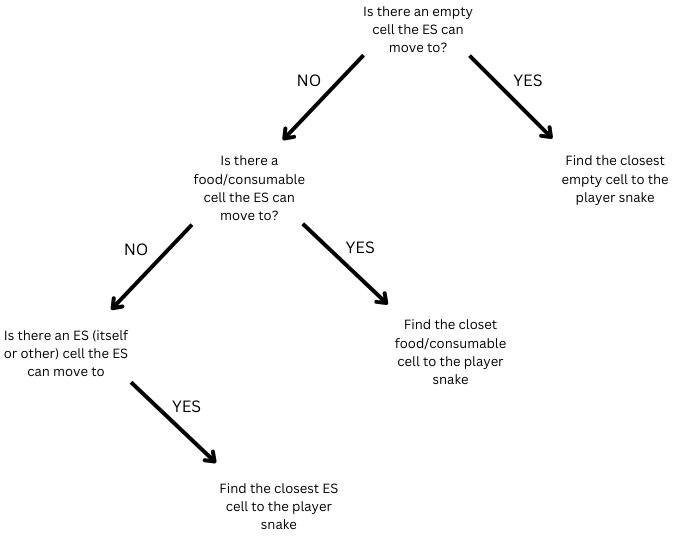 Is there an empty
cell the ES can
move to?
NO
YES
Is there a
food/consumable
cell the ES can
move to?
Find the closest
empty cell to the
player snake
NO
YES
Is there an ES (itself
or other) cell the ES
can move to
Find the closet
food/consumable
cell to the player
snake
YES
Find the closest ES
cell to the player
snake